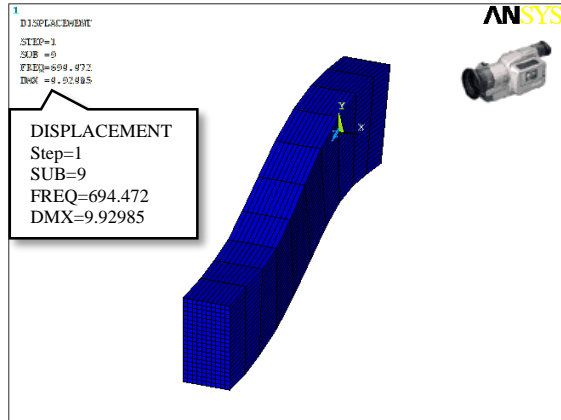 1
DISPLACEMENT
STEP=1
SUB =9
FREQ=694.472
DMX =9.92985
ANSYS
DISPLACEMENT
Step=1
SUB=9
FREQ=694.472
DMX=9.92985
Y
X